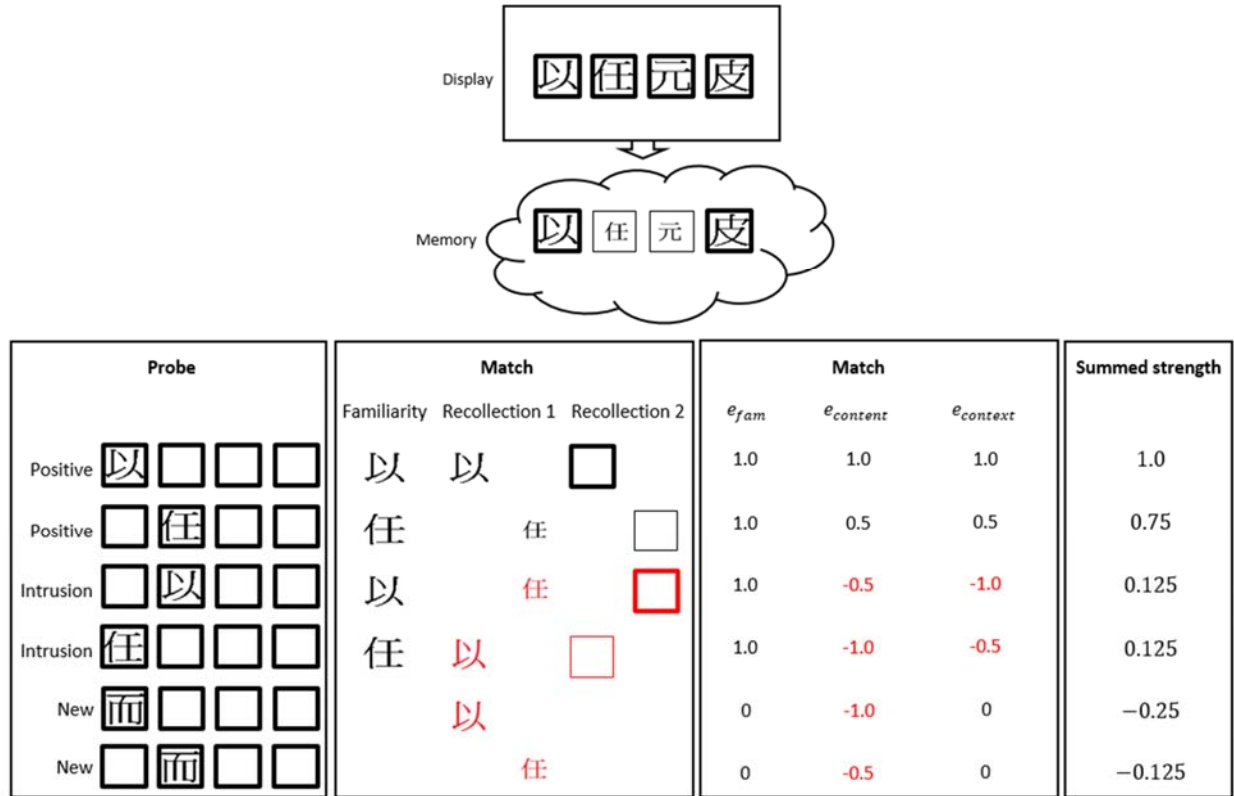 Display 以 任 元 皮
Memory 以 任 元 皮
Probe
Match
Match
Summed strength
Familiarity Recollection 1 Recollection 2
e_fam e_content e_context
Positive 以 以 以 1.0 1.0 1.0 1.0
Positive 任 任 任 1.0 0.5 0.5 0.75
Intrusion 以 以 任 1.0 -0.5 -1.0 0.125
Intrusion 任 任 以 1.0 -1.0 -0.5 0.125
New 而 以 0 -1.0 0 −0.25
New 而 任 0 -0.5 0 −0.125